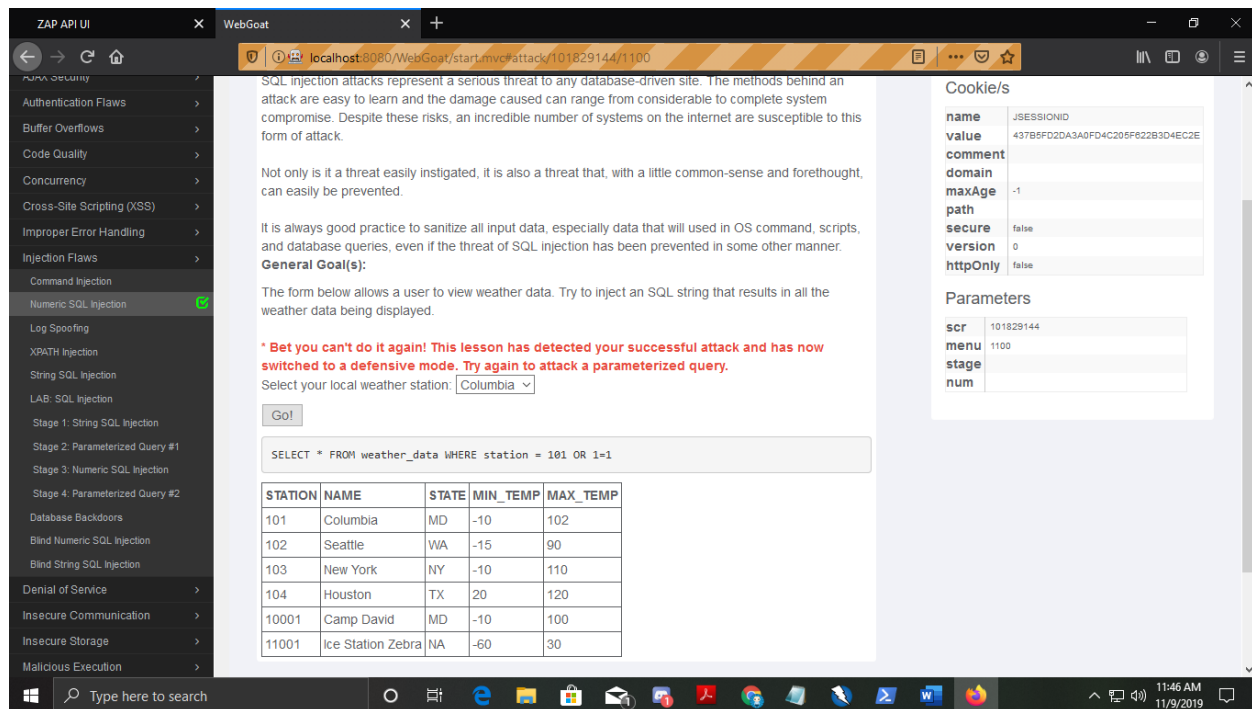 ZAP API UI
WebGoat
localhost:8080/WebGoat/start.mvc#attack/101829144/1100
AJAX Security
Authentication Flaws
Buffer Overflows
Code Quality
Concurrency
Cross-Site Scripting (XSS)
Improper Error Handling
Injection Flaws
Command Injection
Numeric SQL Injection
Log Spoofing
XPATH Injection
String SQL Injection
LAB: SQL Injection
Stage 1: String SQL Injection
Stage 2: Parameterized Query #1
Stage 3: Numeric SQL Injection
Stage 4: Parameterized Query #2
Database Backdoors
Blind Numeric SQL Injection
Blind String SQL Injection
Denial of Service
Insecure Communication
Insecure Storage
Malicious Execution
SQL injection attacks represent a serious threat to any database-driven site. The methods behind an
attack are easy to learn and the damage caused can range from considerable to complete system
compromise. Despite these risks, an incredible number of systems on the internet are susceptible to this
form of attack.
Not only is it a threat easily instigated, it is also a threat that, with a little common-sense and forethought,
can easily be prevented.
It is always good practice to sanitize all input data, especially data that will used in OS command, scripts,
and database queries, even if the threat of SQL injection has been prevented in some other manner.
General Goal(s):
The form below allows a user to view weather data. Try to inject an SQL string that results in all the
weather data being displayed.
* Bet you can't do it again! This lesson has detected your successful attack and has now
switched to a defensive mode. Try again to attack a parameterized query.
Select your local weather station: Columbia
Go!
SELECT * FROM weather_data WHERE station = 101 OR 1=1
STATION NAME STATE MIN_TEMP MAX_TEMP
101 Columbia MD -10 102
102 Seattle WA -15 90
103 New York NY -10 110
104 Houston TX 20 120
10001 Camp David MD -10 100
11001 Ice Station Zebra NA -60 30
Cookie/s
name JSESSIONID
value 437B5FD2DA3A0FD4C205F622B3D4EC2E
comment
domain
maxAge -1
path
secure false
version 0
httpOnly false
Parameters
scr 101829144
menu 1100
stage
num
Type here to search
11:46 AM
11/9/2019